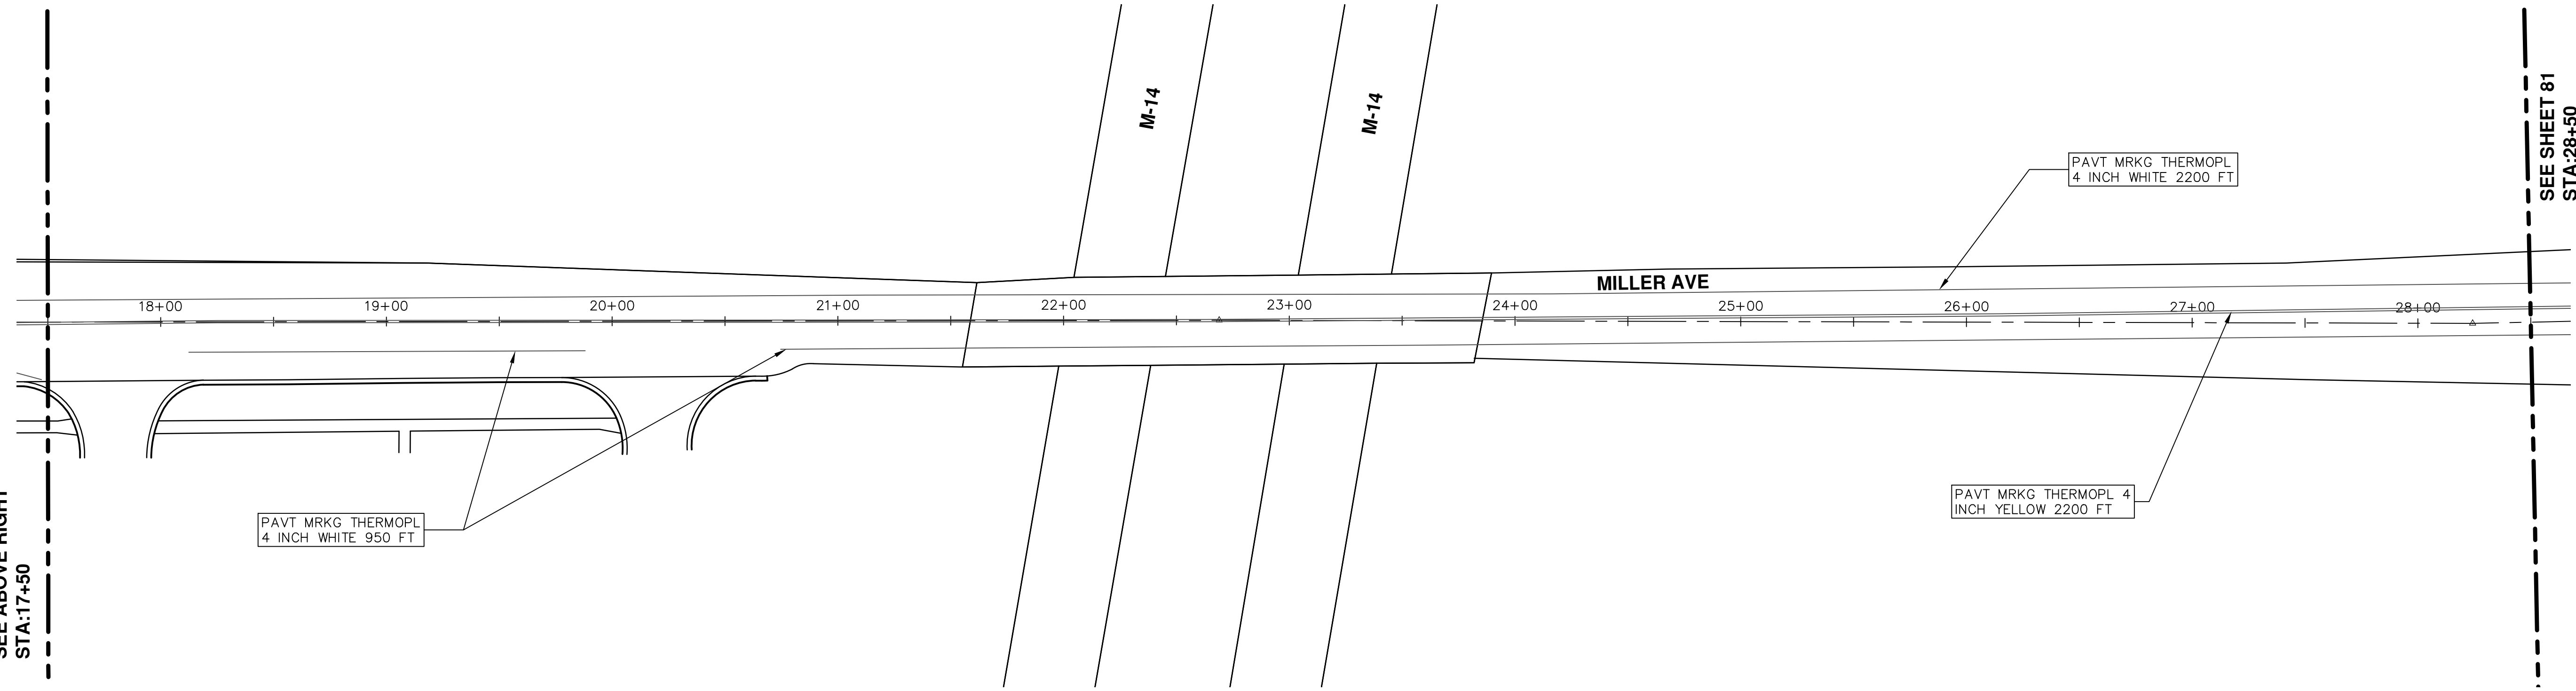 M-14
M-14
SEE SHEET 81
STA:28+50
PAVT MRKG THERMOPL
4 INCH WHITE 2200 FT
MILLER AVE
18+00
19+00
20+00
21+00
22+00
23+00
24+00
25+00
26+00
27+00
28+00
PAVT MRKG THERMOPL 4
INCH YELLOW 2200 FT
PAVT MRKG THERMOPL
4 INCH WHITE 950 FT
SEE ABOVE RIGHT
STA:17+50